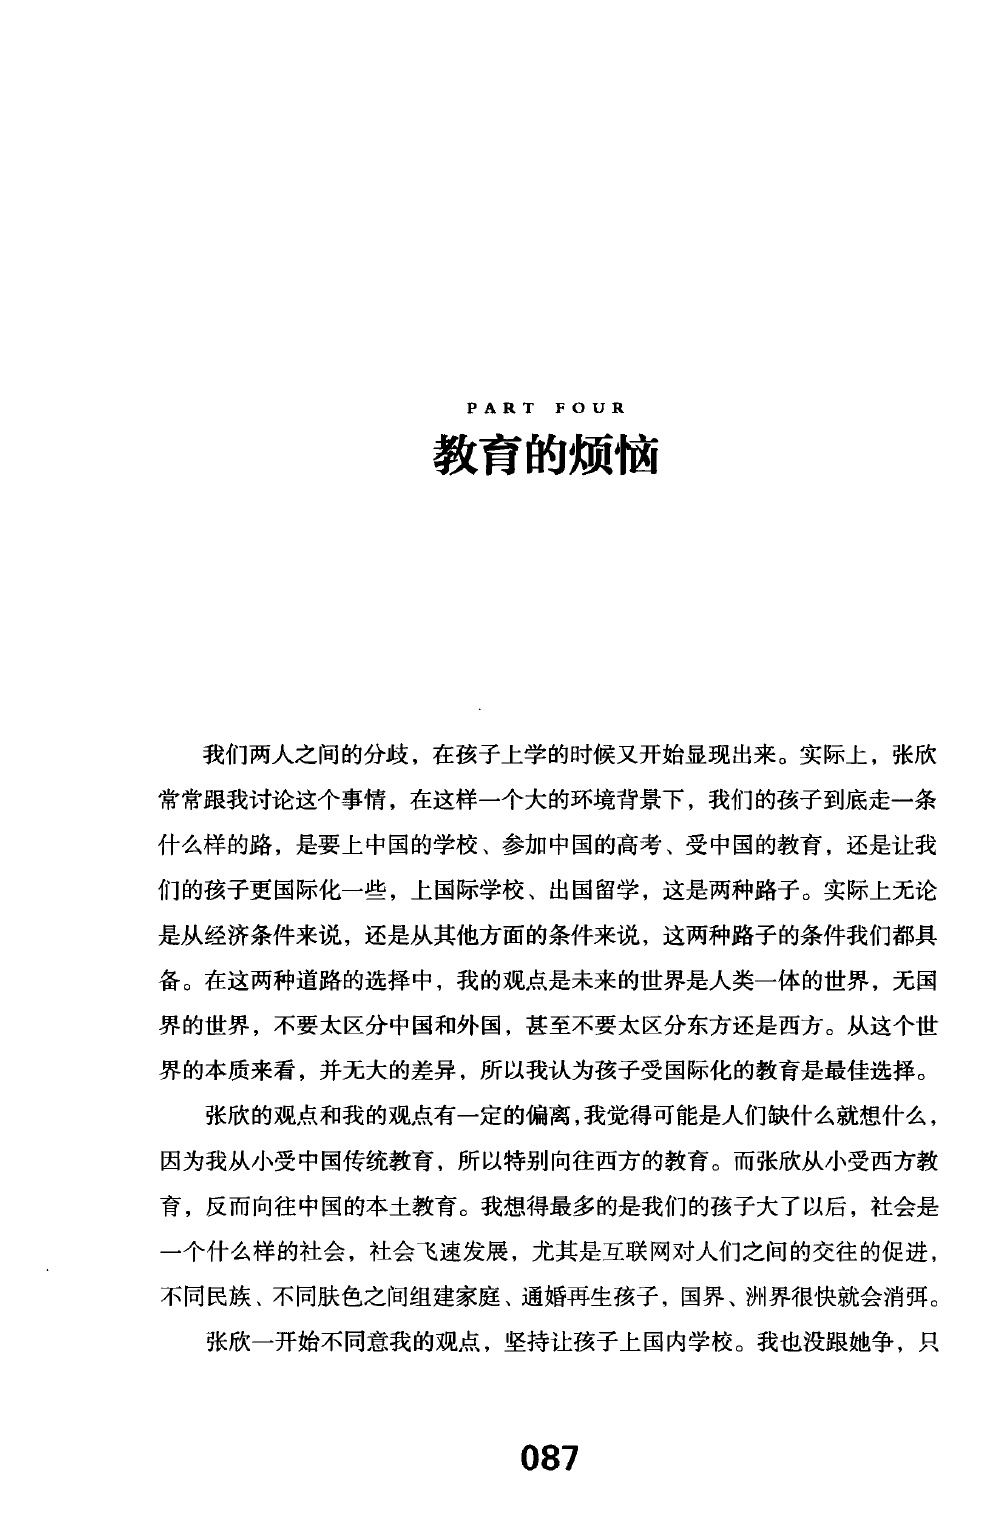 PART FOUR
教育的烦恼
我们两人之间的分歧，在孩子上学的时候又开始显现出来。实际上，张欣
常常跟我讨论这个事情，在这样一个大的环境背景下，我们的孩子到底走一条
什么样的路，是要上中国的学校、参加中国的高考、受中国的教育，还是让我
们的孩子更国际化一些，上国际学校、出国留学，这是两种路子。实际上无论
是从经济条件来说，还是从其他方面的条件来说，这两种路子的条件我们都具
备。在这两种道路的选择中，我的观点是未来的世界是人类一体的世界，无国
界的世界，不要太区分中国和外国，甚至不要太区分东方还是西方。从这个世
界的本质来看，并无大的差异，所以我认为孩子受国际化的教育是最佳选择。
张欣的观点和我的观点有一定的偏离，我觉得可能是人们缺什么就想什么，
因为我从小受中国传统教育，所以特别向往西方的教育。而张欣从小受西方教
育，反而向往中国的本土教育。我想得最多的是我们的孩子大了以后，社会是
一个什么样的社会，社会飞速发展，尤其是互联网对人们之间的交往的促进，
不同民族、不同肤色之间组建家庭、通婚再生孩子，国界、洲界很快就会消弭。
张欣一开始不同意我的观点，坚持让孩子上国内学校。我也没跟她争，只
087